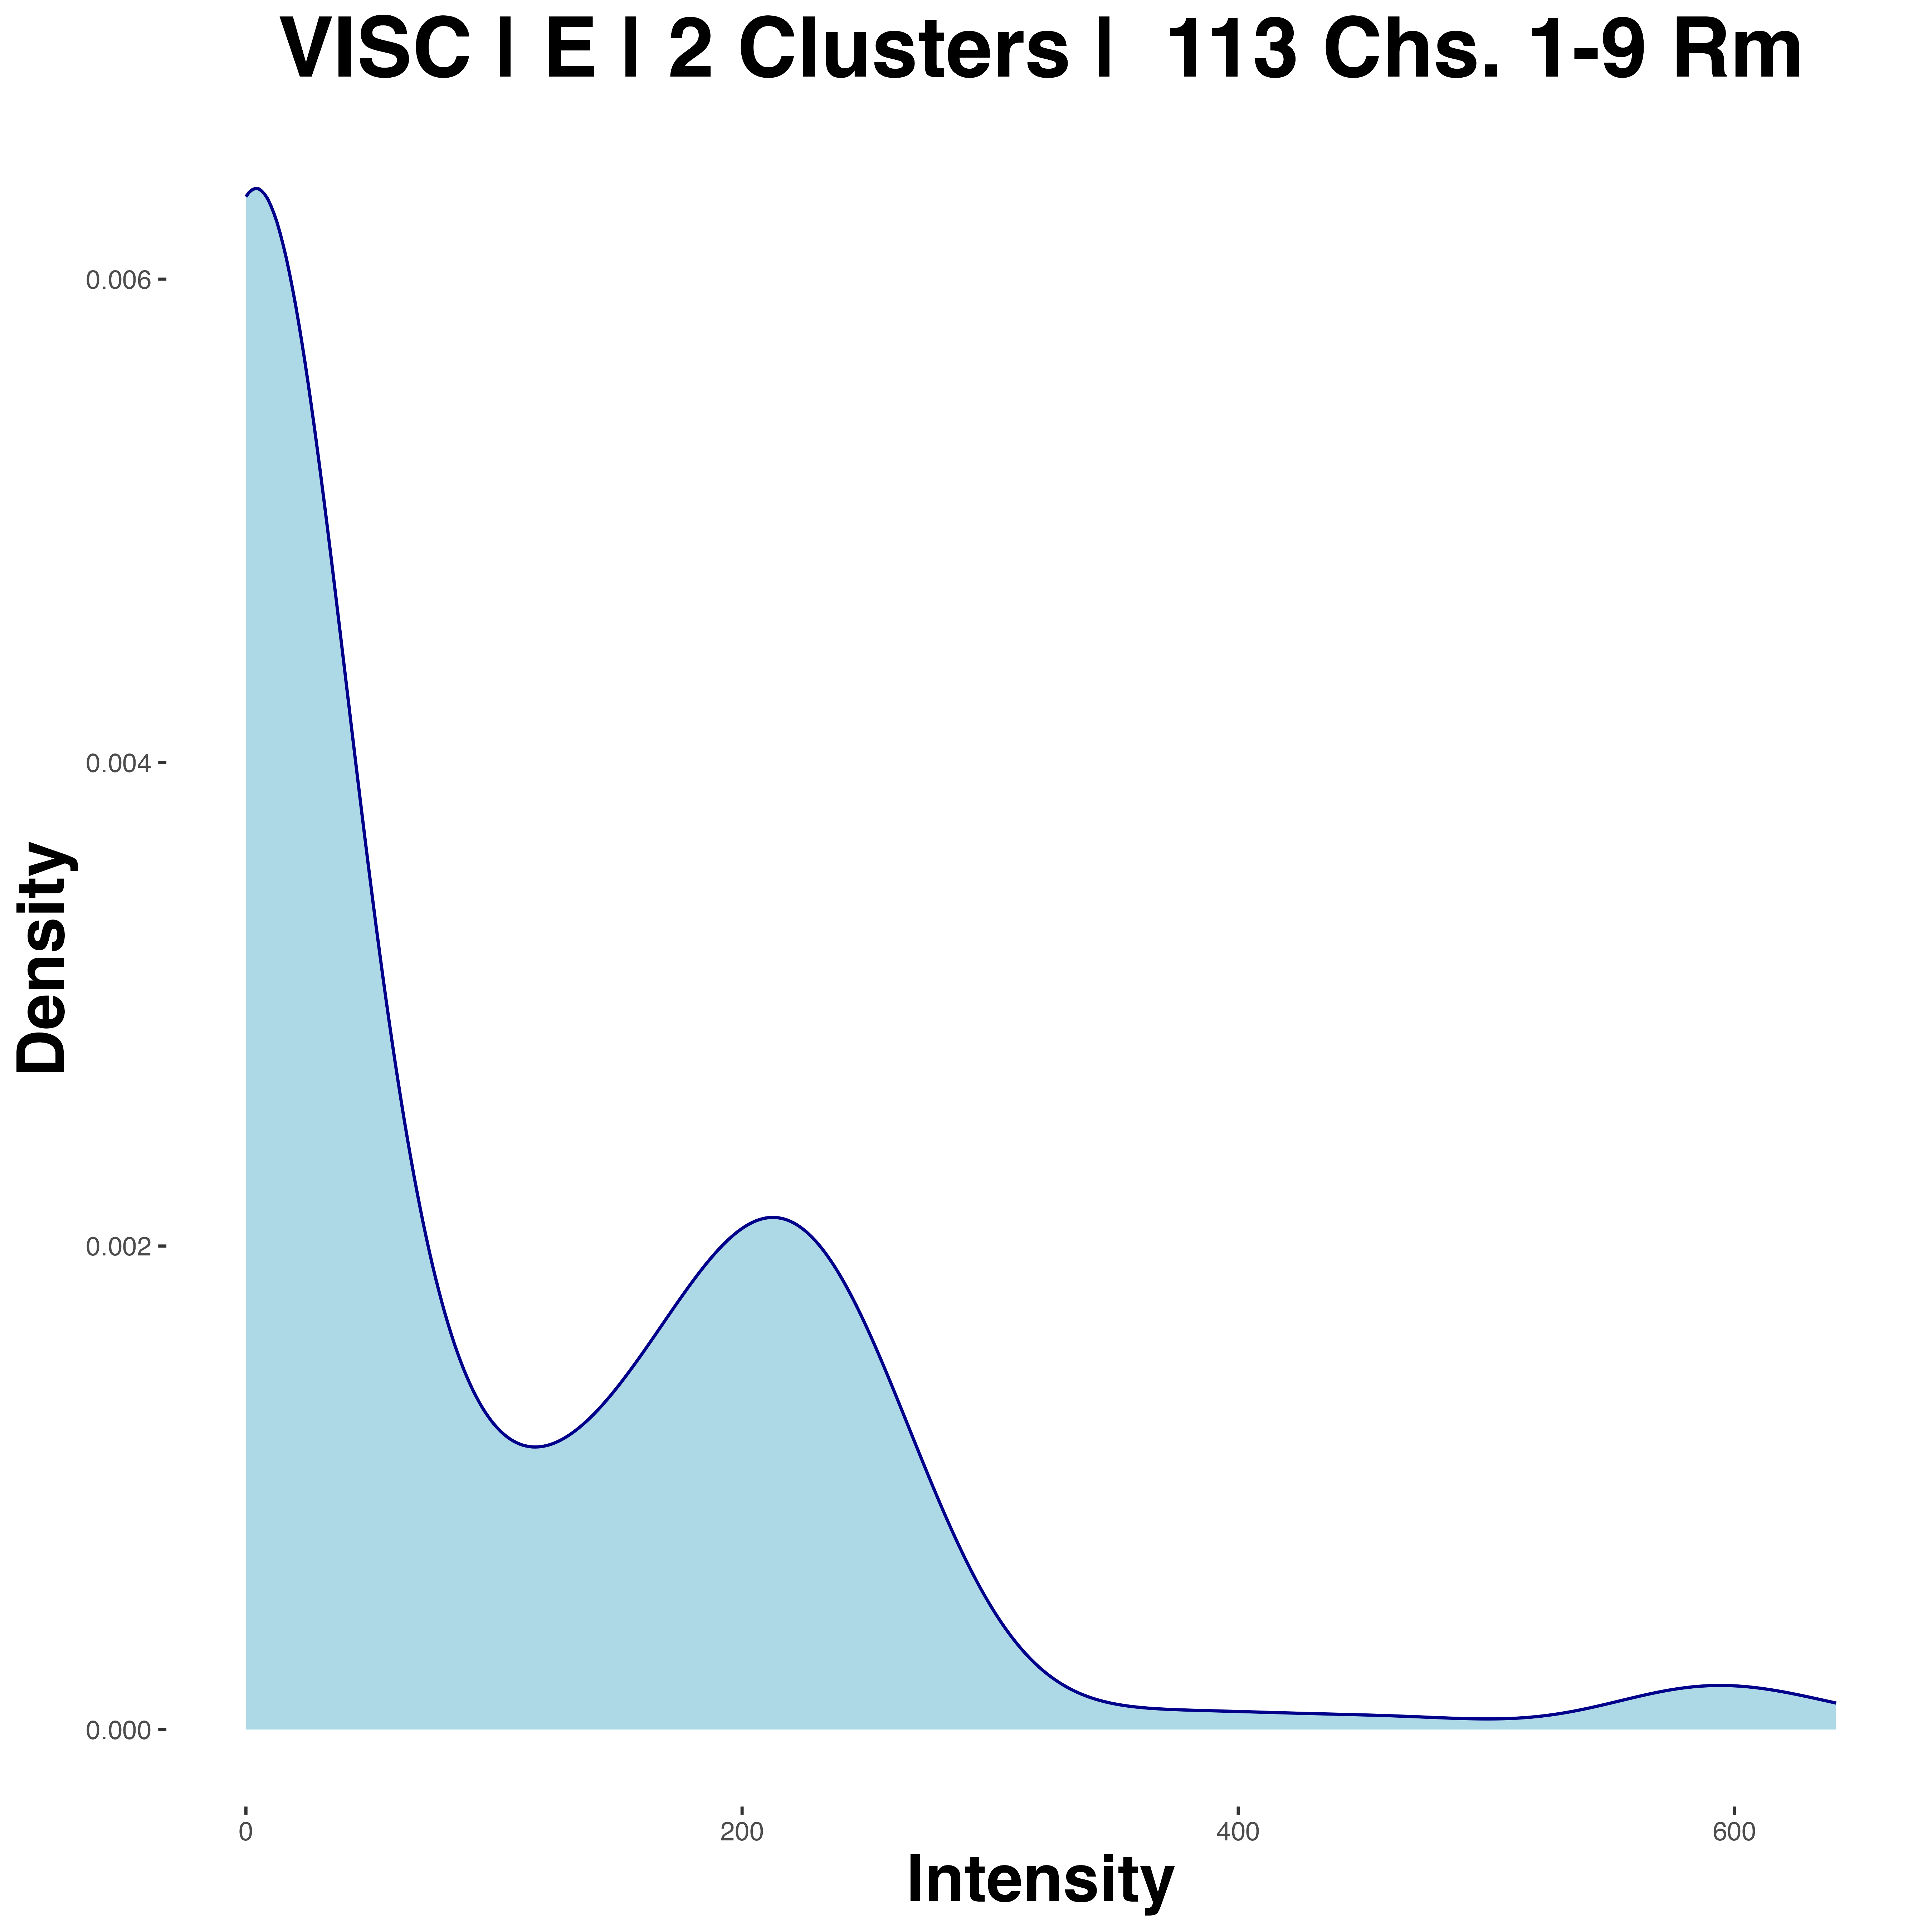 VISC | E | 2 Clusters |  113 Chs. 1-9 Rm
0.006
0.004
0.002
0.000
Density
0
200
400
600
Intensity